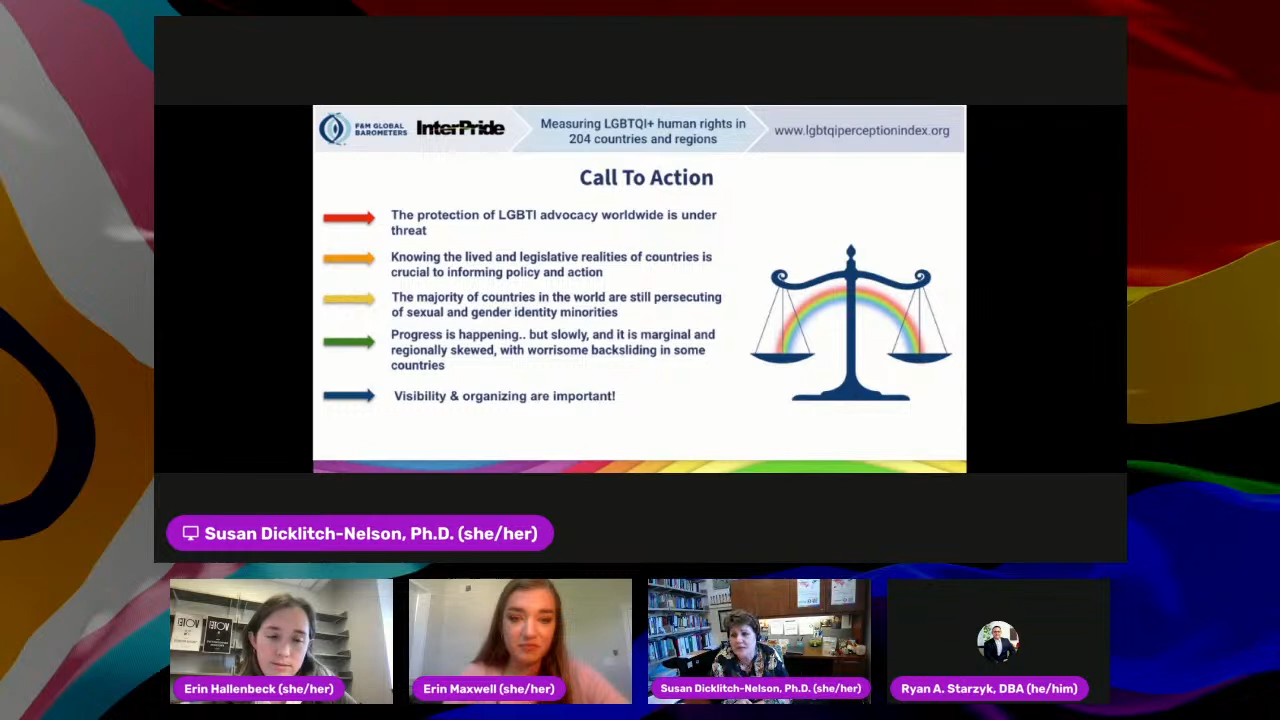 F&M GLOBAL
BAROMETERS
InterPride
Measuring LGBTQI+ human rights in
204 countries and regions
www.lgbtqiperceptionindex.org
Call To Action
The protection of LGBTI advocacy worldwide is under
threat
Knowing the lived and legislative realities of countries is
crucial to informing policy and action
The majority of countries in the world are still persecuting
of sexual and gender identity minorities
Progress is happening.. but slowly, and it is marginal and
regionally skewed, with worrisome backsliding in some
countries
Visibility & organizing are important!
Susan Dicklitch-Nelson, Ph.D. (she/her)
Erin Hallenbeck (she/her)
Erin Maxwell (she/her)
Susan Dicklitch-Nelson, Ph.D. (she/her)
Ryan A. Starzyk, DBA (he/him)